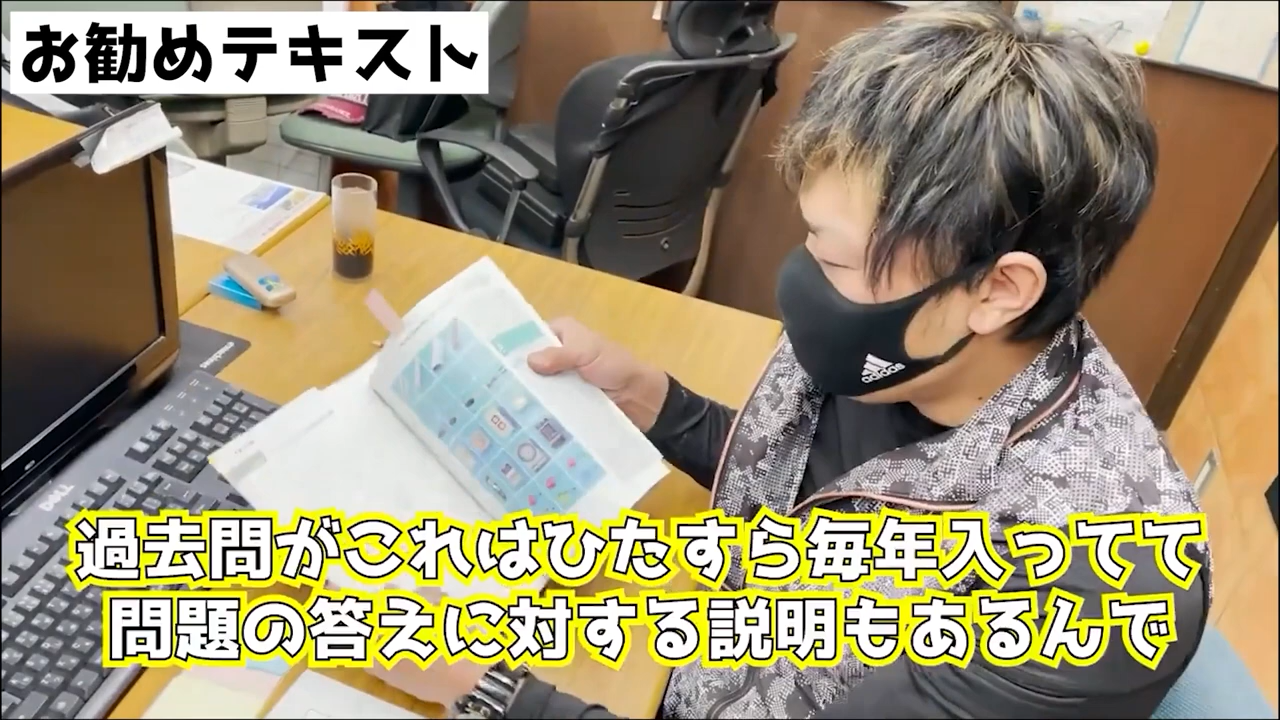 お勧めテキスト
adidas
DELL
過去問がこれはひたすら毎年入ってて
問題の答えに対する説明もあるんで